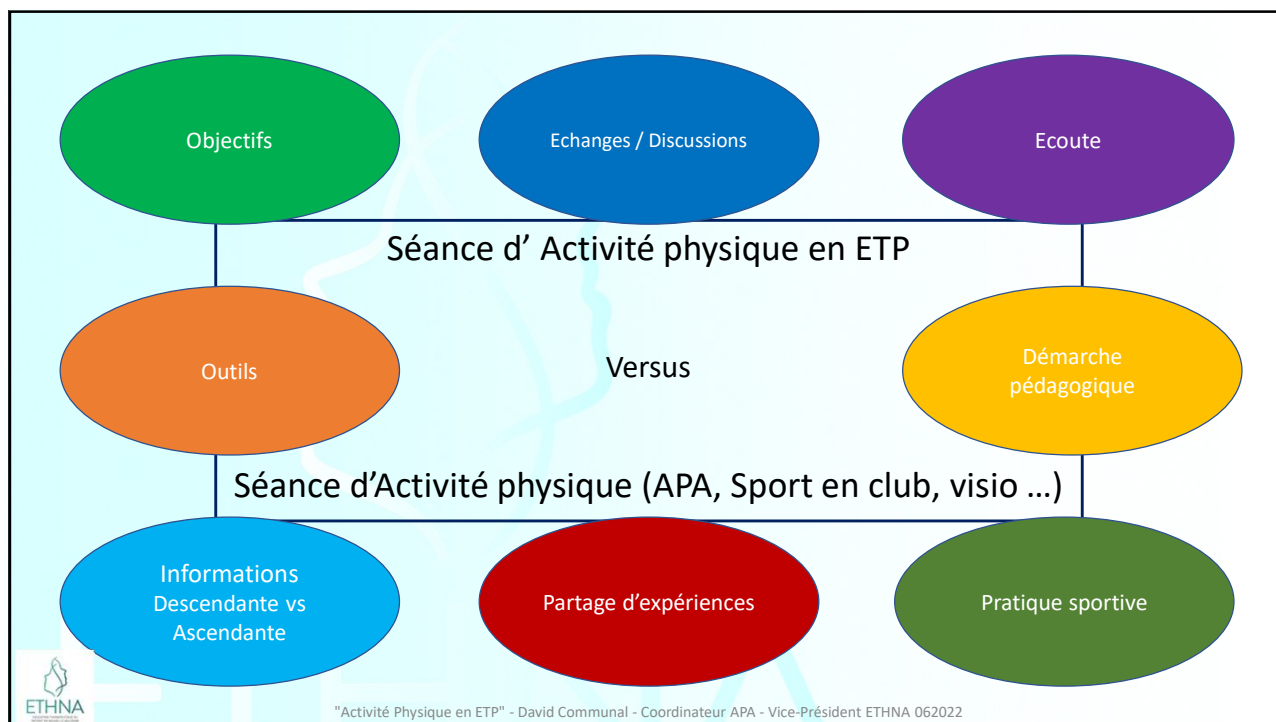 Objectifs
Echanges / Discussions
Ecoute
Séance d' Activité physique en ETP
Outils
Versus
Démarche
pédagogique
Séance d'Activité physique (APA, Sport en club, visio ...)
Informations
Descendante vs
Ascendante
Partage d'expériences
Pratique sportive
ETHNA
"Activité Physique en ETP" - David Communal - Coordinateur APA - Vice-Président ETHNA 062022